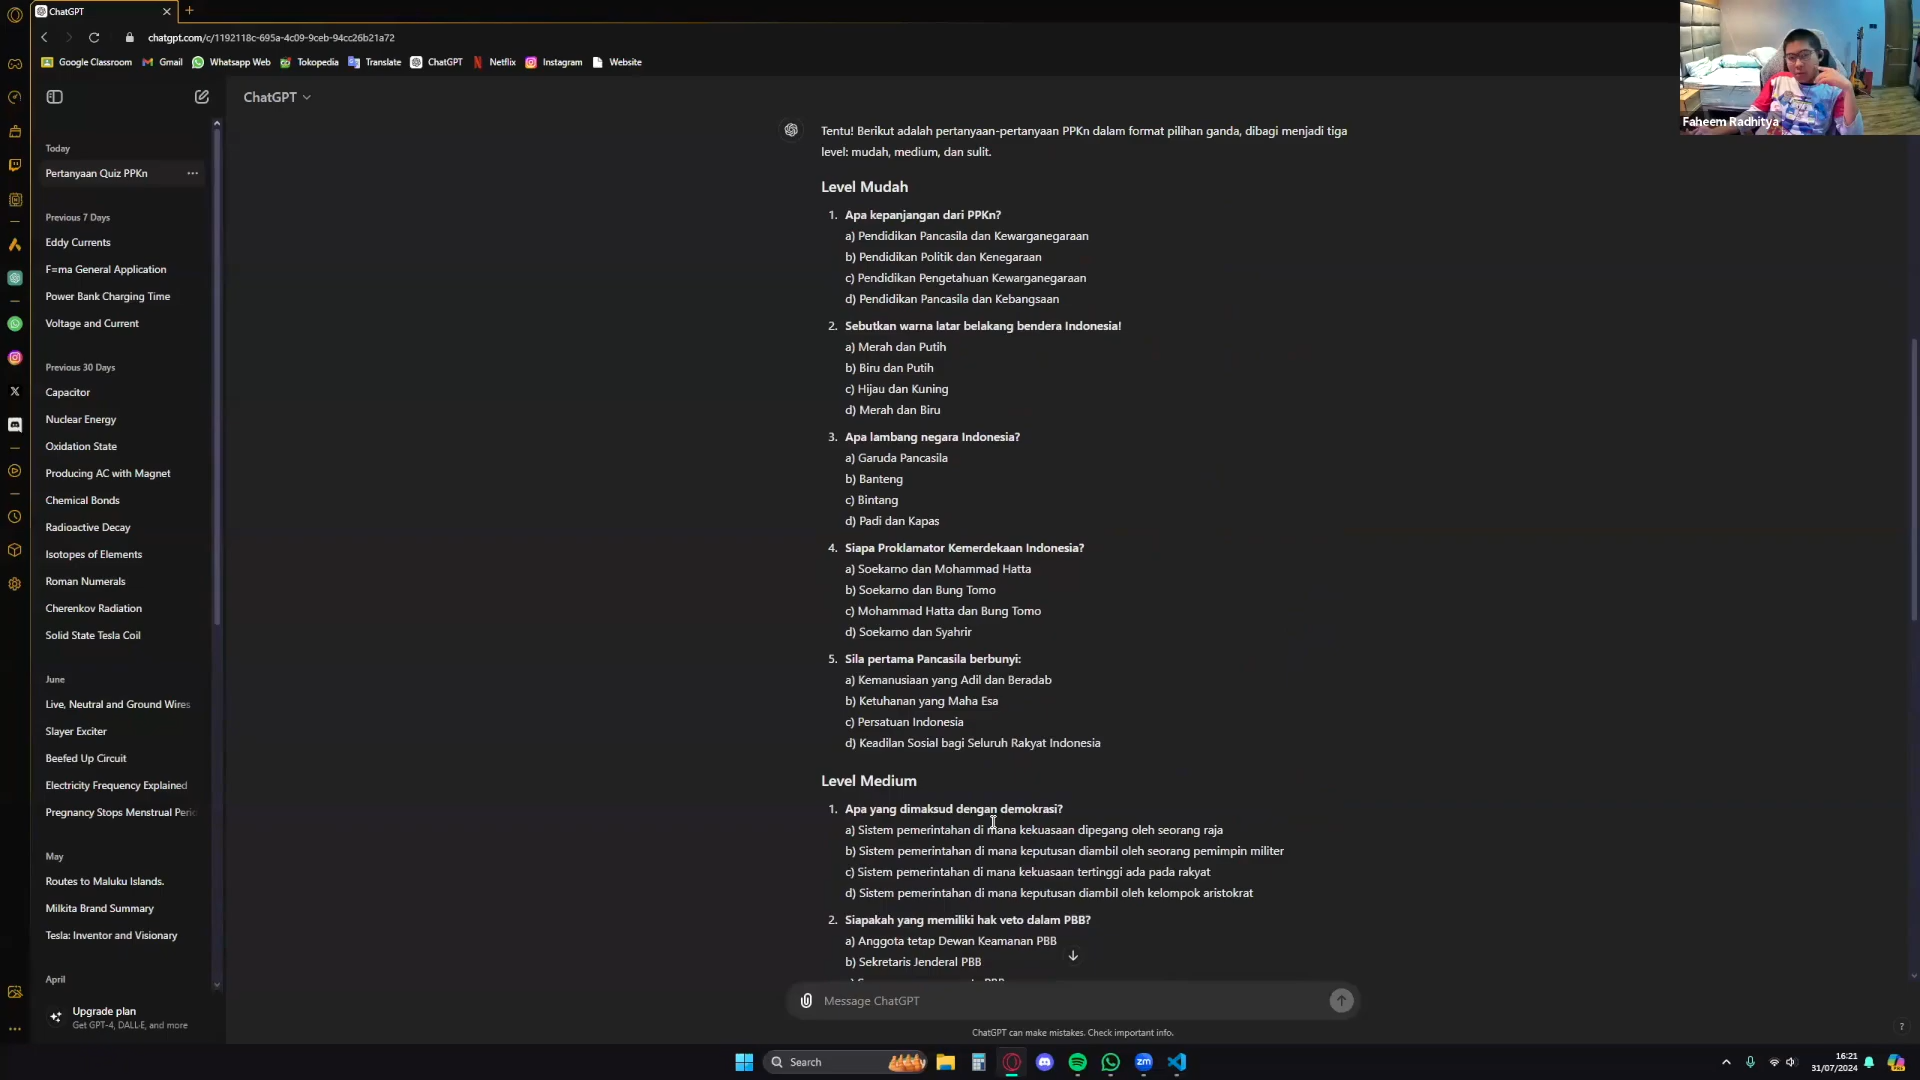 ChatGPT
chatgpt.com/c/1192118c-695a-4c09-9ceb-94cc26b21a72
Google Classroom
Gmail
Whatsapp Web
Tokopedia
Translate
ChatGPT
Netflix
Instagram
Website
Faheem Radhitya
ChatGPT
Today
Pertanyaan Quiz PPKn
Previous 7 Days
Eddy Currents
F=ma General Application
Power Bank Charging Time
Voltage and Current
Previous 30 Days
Capacitor
Nuclear Energy
Oxidation State
Producing AC with Magnet
Chemical Bonds
Radioactive Decay
Isotopes of Elements
Roman Numerals
Cherenkov Radiation
Solid State Tesla Coil
June
Live, Neutral and Ground Wires
Slayer Exciter
Beefed Up Circuit
Electricity Frequency Explained
Pregnancy Stops Menstrual
May
Routes to Maluku Islands.
Milkita Brand Summary
Tesla: Inventor and Visionary
April
Upgrade plan
Get GPT-4, DALL·E, and more
Tentu! Berikut adalah pertanyaan-pertanyaan PPKn dalam format pilihan ganda, dibagi menjadi tiga
level: mudah, medium, dan sulit.
Level Mudah
1. Apa kepanjangan dari PPKn?
a) Pendidikan Pancasila dan Kewarganegaraan
b) Pendidikan Politik dan Kenegaraan
c) Pendidikan Pengetahuan Kewarganegaraan
d) Pendidikan Pancasila dan Kebangsaan
2. Sebutkan warna latar belakang bendera Indonesia!
a) Merah dan Putih
b) Biru dan Putih
c) Hijau dan Kuning
d) Merah dan Biru
3. Apa lambang negara Indonesia?
a) Garuda Pancasila
b) Banteng
c) Bintang
d) Padi dan Kapas
4. Siapa Proklamator Kemerdekaan Indonesia?
a) Soekarno dan Mohammad Hatta
b) Soekarno dan Bung Tomo
c) Mohammad Hatta dan Bung Tomo
d) Soekarno dan Syahrir
5. Sila pertama Pancasila berbunyi:
a) Kemanusiaan yang Adil dan Beradab
b) Ketuhanan yang Maha Esa
c) Persatuan Indonesia
d) Keadilan Sosial bagi Seluruh Rakyat Indonesia
Level Medium
1. Apa yang dimaksud dengan demokrasi?
a) Sistem pemerintahan di mana kekuasaan dipegang oleh seorang raja
b) Sistem pemerintahan di mana keputusan diambil oleh seorang pemimpin militer
c) Sistem pemerintahan di mana kekuasaan tertinggi ada pada rakyat
d) Sistem pemerintahan di mana keputusan diambil oleh kelompok aristokrat
2. Siapakah yang memiliki hak veto dalam PBB?
a) Anggota tetap Dewan Keamanan PBB
b) Sekretaris Jenderal PBB
Message ChatGPT
ChatGPT can make mistakes. Check important info.
?
Search
zm
16:21
31/07/2024